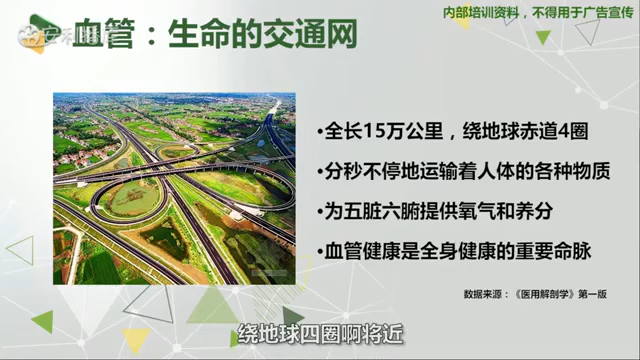 内部培训资料，不得用于广告宣传
血管：生命的交通网
•全长15万公里，绕地球赤道4圈
•分秒不停地运输着人体的各种物质
•为五脏六腑提供氧气和养分
•血管健康是全身健康的重要命脉
数据来源：《医用解剖学》第一版
绕地球四圈啊将近